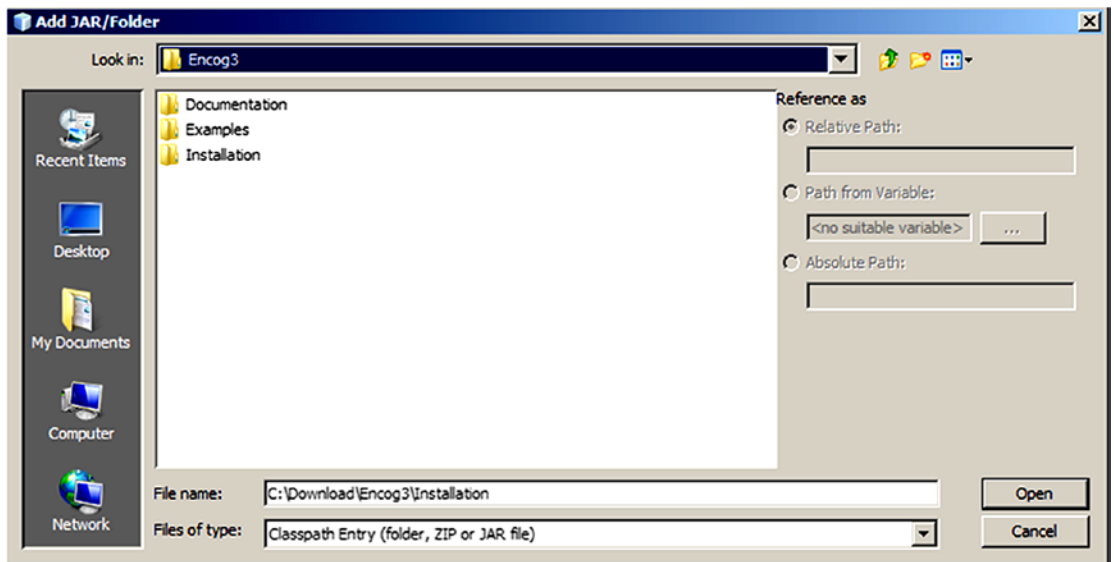 Add JAR/Folder
Look in: Encog3
Recent Items
Desktop
My Documents
Computer
Network
Documentation
Examples
Installation
Reference as
Relative Path:
Path from Variable:
<no suitable variable> ...
Absolute Path:
File name: C:\Download\Encog3\Installation
Open
Files of type: Classpath Entry (folder, ZIP or JAR file)
Cancel